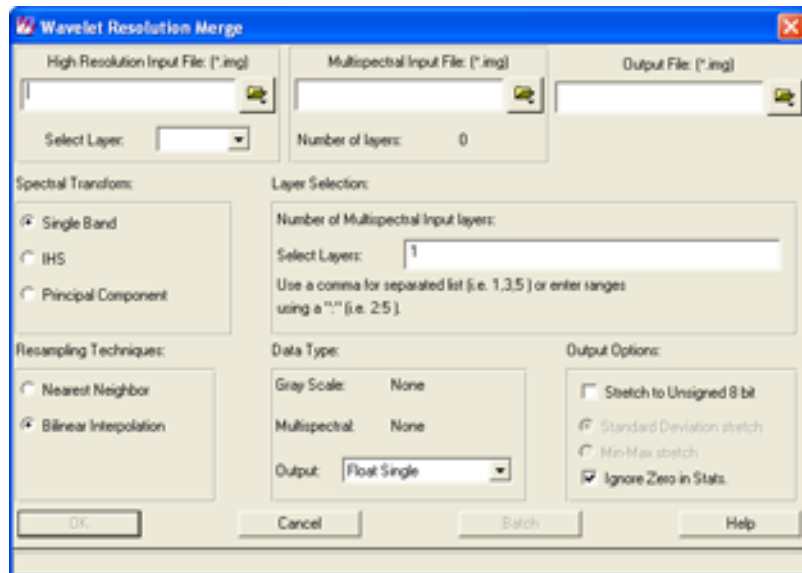 Wavelet Resolution Merge
High Resolution Input File: (*.img)
Multispectral Input File: (*.img)
Output File: (*.img)
Select Layer:
Number of layers: 0
Spectral Transform:
Layer Selection:
Single Band
IHS
Principal Component
Number of Multispectral Input layers:
Select Layers: 1
Use a comma for separated list (i.e. 1,3,5 ) or enter ranges
using a ":" (i.e. 2:5 ).
Resampling Techniques:
Data Type:
Output Options:
Nearest Neighbor
Bilinear Interpolation
Gray Scale: None
Multispectral: None
Output: Float Single
Stretch to Unsigned 8 bit
Standard Deviation stretch
Min-Max stretch
Ignore Zero in Stats.
OK
Cancel
Batch
Help